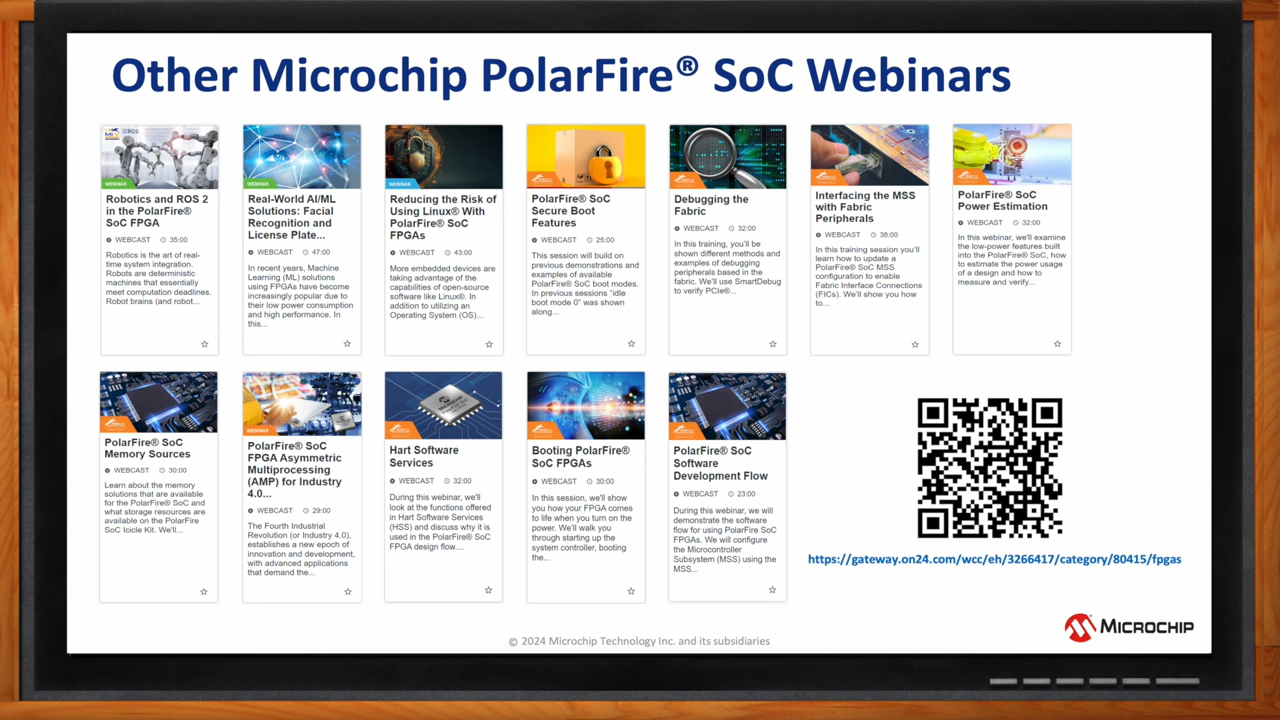 Other Microchip PolarFire® SoC Webinars
ROS
WEBINAR
Robotics and ROS 2
in the PolarFire®
SoC FPGA
WEBCAST 35:00
Robotics is the art of real-
time system integration.
Robots are deterministic
machines that essentially
meet computation deadlines.
Robot brains (and robot...
WEBINAR
Real-World AI/ML
Solutions: Facial
Recognition and
License Plate...
WEBCAST 47:00
In recent years, Machine
Learning (ML) solutions
using FPGAs have become
increasingly popular due to
their low power consumption
and high performance. In
this...
WEBINAR
Reducing the Risk of
Using Linux® With
PolarFire® SoC
FPGAs
WEBCAST 43:00
More embedded devices are
taking advantage of the
capabilities of open-source
software like Linux®. In
addition to utilizing an
Operating System (OS)...
PolarFire® SoC
Secure Boot
Features
WEBCAST 25:00
This session will build on
previous demonstrations and
examples of available
PolarFire® SoC boot modes.
In previous sessions "idle
boot mode 0" was shown
along...
Debugging the
Fabric
WEBCAST 32:00
In this training, you'll be
shown different methods and
examples of debugging
peripherals based in the
fabric. We'll use SmartDebug
to verify PCIe®...
Interfacing the MSS
with Fabric
Peripherals
WEBCAST 38:00
In this training session you'll
learn how to update a
PolarFire® SoC MSS
configuration to enable
Fabric Interface Connections
(FICs). We'll show you how
to...
PolarFire® SoC
Power Estimation
WEBCAST 32:00
In this webinar, we'll examine
the low-power features built
into the PolarFire® SoC, how
to estimate the power usage
of a design and how to
measure and verify...
PolarFire® SoC
Memory Sources
WEBCAST 30:00
Learn about the memory
solutions that are available
for the PolarFire® SoC and
what storage resources are
available on the PolarFire
SoC Icicle Kit. We'll...
WEBINAR
PolarFire® SoC
FPGA Asymmetric
Multiprocessing
(AMP) for Industry
4.0...
WEBCAST 29:00
The Fourth Industrial
Revolution (or Industry 4.0),
establishes a new epoch of
innovation and development,
with advanced applications
that demand the...
Hart Software
Services
WEBCAST 32:00
During this webinar, we'll
look at the functions offered
in Hart Software Services
(HSS) and discuss why it is
used in the PolarFire® SoC
FPGA design flow....
Booting PolarFire®
SoC FPGAs
WEBCAST 30:00
In this session, we'll show
you how your FPGA comes
to life when you turn on the
power. We'll walk you
through starting up the
system controller, booting
the...
PolarFire® SoC
Software
Development Flow
WEBCAST 23:00
During this webinar, we will
demonstrate the software
flow for using PolarFire SoC
FPGAs. We will configure
the Microcontroller
Subsystem (MSS) using the
MSS...
https://gateway.on24.com/wcc/eh/3266417/category/80415/fpgas
MICROCHIP
© 2024 Microchip Technology Inc. and its subsidiaries